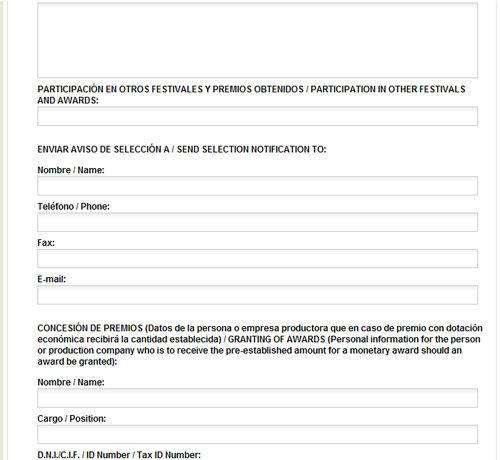 PARTICIPACIÓN EN OTROS FESTIVALES Y PREMIOS OBTENIDOS / PARTICIPATION IN OTHER FESTIVALS
AND AWARDS:
ENVIAR AVISO DE SELECCIÓN A / SEND SELECTION NOTIFICATION TO:
Nombre / Name:
Teléfono / Phone:
Fax:
E-mail:
CONCESIÓN DE PREMIOS (Datos de la persona o empresa productora que en caso de premio con dotación
económica recibirá la cantidad establecida) / GRANTING OF AWARDS (Personal information for the person
or production company who is to receive the pre-established amount for a monetary award should an
award be granted):
Nombre / Name:
Cargo / Position:
D.N.I./C.I.F. / ID Number / Tax ID Number: